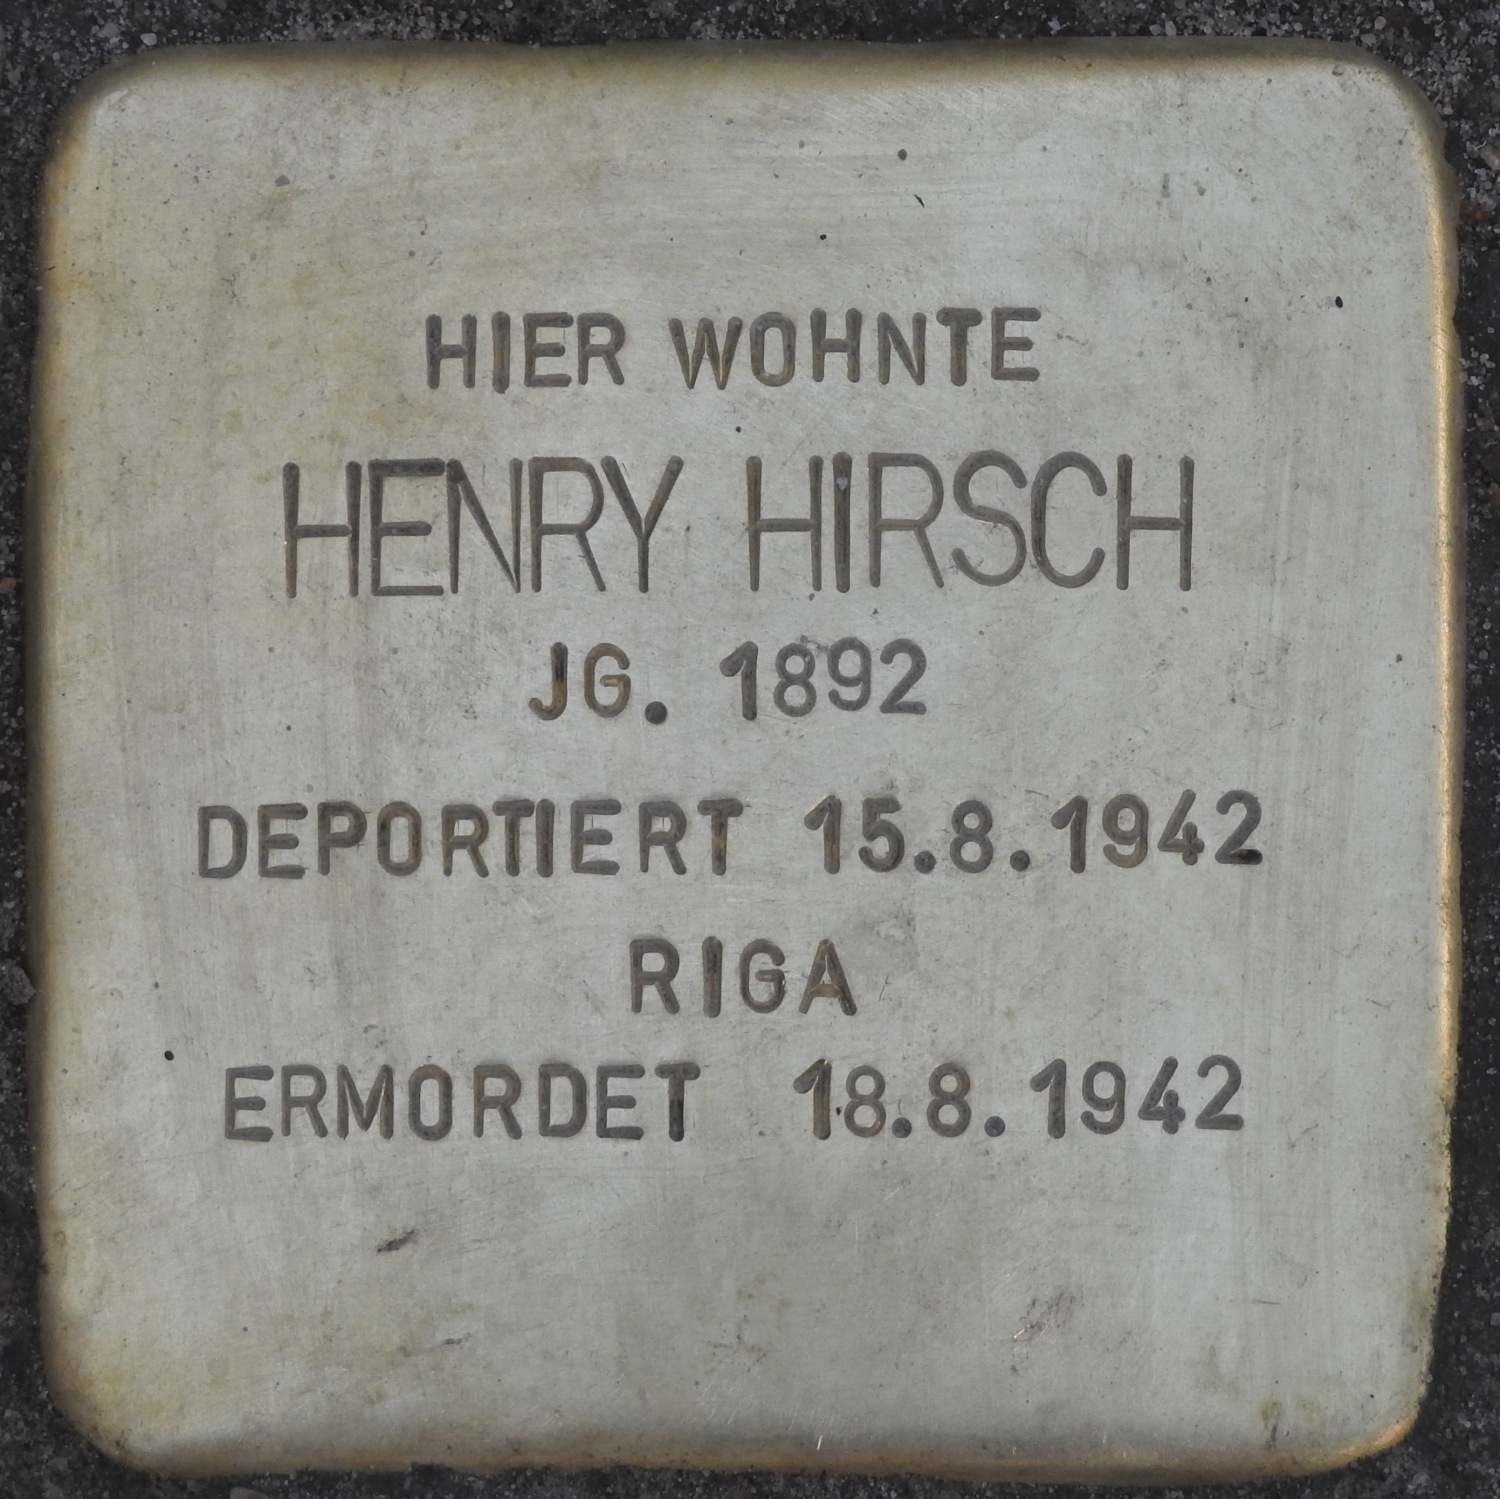 HIER WOHNTE
HENRY HIRSCH
JG. 1892
DEPORTIERT 15.8.1942
RIGA
ERMORDET 18.8.1942